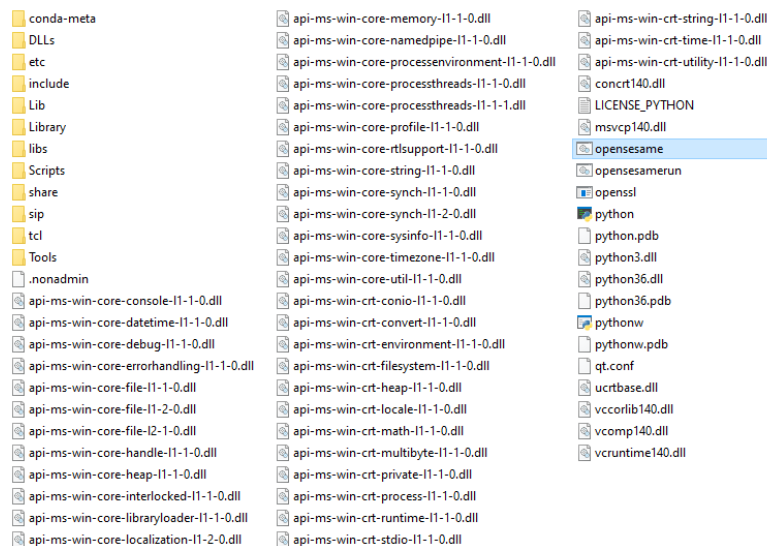 conda-meta
DLLs
etc
include
Lib
Library
libs
Scripts
share
sip
tcl
Tools
.nonadmin
api-ms-win-core-console-l1-1-0.dll
api-ms-win-core-datetime-l1-1-0.dll
api-ms-win-core-debug-l1-1-0.dll
api-ms-win-core-errorhandling-l1-1-0.dll
api-ms-win-core-file-l1-1-0.dll
api-ms-win-core-file-l1-2-0.dll
api-ms-win-core-file-l2-1-0.dll
api-ms-win-core-handle-l1-1-0.dll
api-ms-win-core-heap-l1-1-0.dll
api-ms-win-core-interlocked-l1-1-0.dll
api-ms-win-core-libraryloader-l1-1-0.dll
api-ms-win-core-localization-l1-2-0.dll
api-ms-win-core-memory-l1-1-0.dll
api-ms-win-core-namedpipe-l1-1-0.dll
api-ms-win-core-processenvironment-l1-1-0.dll
api-ms-win-core-processthreads-l1-1-0.dll
api-ms-win-core-processthreads-l1-1-1.dll
api-ms-win-core-profile-l1-1-0.dll
api-ms-win-core-rtlsupport-l1-1-0.dll
api-ms-win-core-string-l1-1-0.dll
api-ms-win-core-synch-l1-1-0.dll
api-ms-win-core-synch-l1-2-0.dll
api-ms-win-core-sysinfo-l1-1-0.dll
api-ms-win-core-timezone-l1-1-0.dll
api-ms-win-core-util-l1-1-0.dll
api-ms-win-crt-conio-l1-1-0.dll
api-ms-win-crt-convert-l1-1-0.dll
api-ms-win-crt-environment-l1-1-0.dll
api-ms-win-crt-filesystem-l1-1-0.dll
api-ms-win-crt-heap-l1-1-0.dll
api-ms-win-crt-locale-l1-1-0.dll
api-ms-win-crt-math-l1-1-0.dll
api-ms-win-crt-multibyte-l1-1-0.dll
api-ms-win-crt-private-l1-1-0.dll
api-ms-win-crt-process-l1-1-0.dll
api-ms-win-crt-runtime-l1-1-0.dll
api-ms-win-crt-stdio-l1-1-0.dll
api-ms-win-crt-string-l1-1-0.dll
api-ms-win-crt-time-l1-1-0.dll
api-ms-win-crt-utility-l1-1-0.dll
concrt140.dll
LICENSE_PYTHON
msvcp140.dll
opensesame
opensesamerun
openssl
python
python.pdb
python3.dll
python36.dll
python36.pdb
pythonw
pythonw.pdb
qt.conf
ucrtbase.dll
vccorlib140.dll
vcomp140.dll
vcruntime140.dll